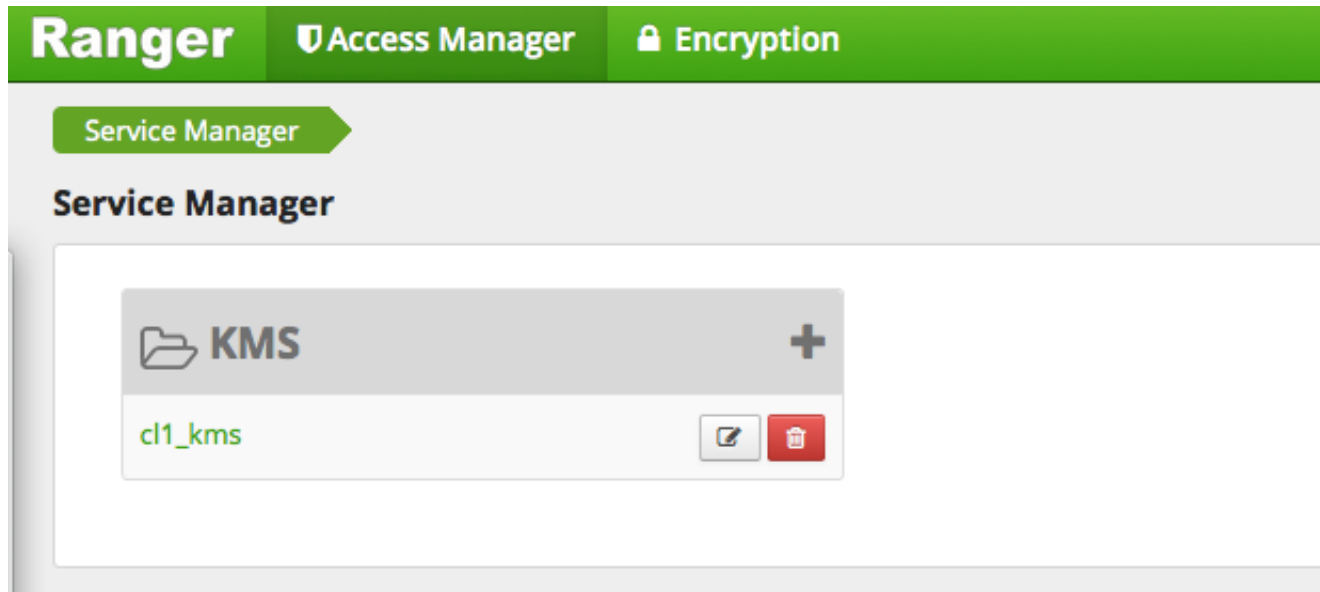 Ranger Access Manager Encryption
Service Manager
Service Manager
KMS
cl1_kms